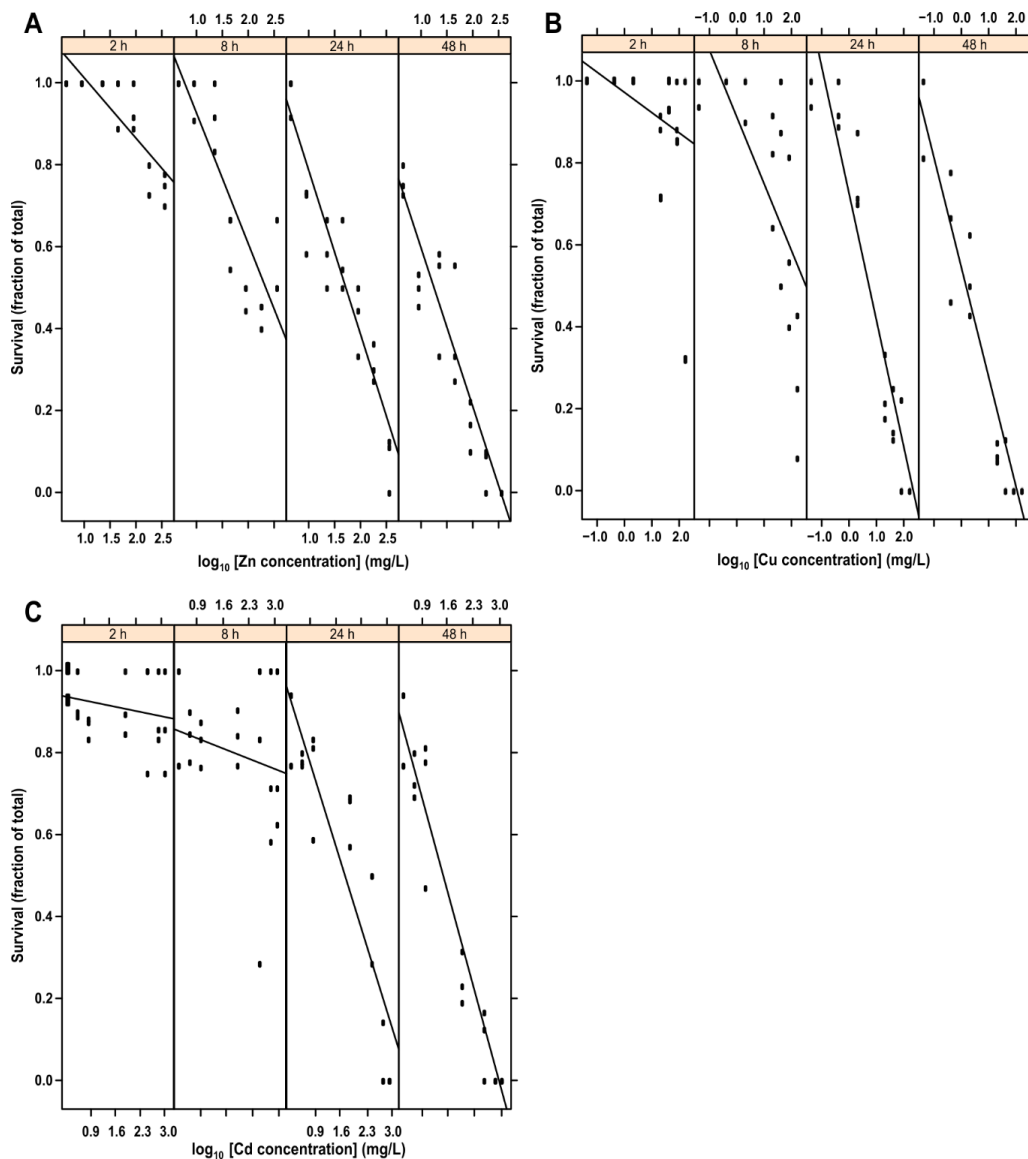 A
1.0 1.5 2.0 2.5 1.0 1.5 2.0 2.5
2 h 8 h 24 h 48 h
1.0
0.8
0.6
0.4
0.2
0.0
Survival (fraction of total)
1.0 1.5 2.0 2.5 1.0 1.5 2.0 2.5
log10 [Zn concentration] (mg/L)
B
−1.0 0.0 1.0 2.0 −1.0 0.0 1.0 2.0
2 h 8 h 24 h 48 h
1.0
0.8
0.6
0.4
0.2
0.0
Survival (fraction of total)
−1.0 0.0 1.0 2.0 −1.0 0.0 1.0 2.0
log10 [Cu concentration] (mg/L)
C
0.9 1.6 2.3 3.0 0.9 1.6 2.3 3.0
2 h 8 h 24 h 48 h
1.0
0.8
0.6
0.4
0.2
0.0
Survival (fraction of total)
0.9 1.6 2.3 3.0 0.9 1.6 2.3 3.0
log10 [Cd concentration] (mg/L)